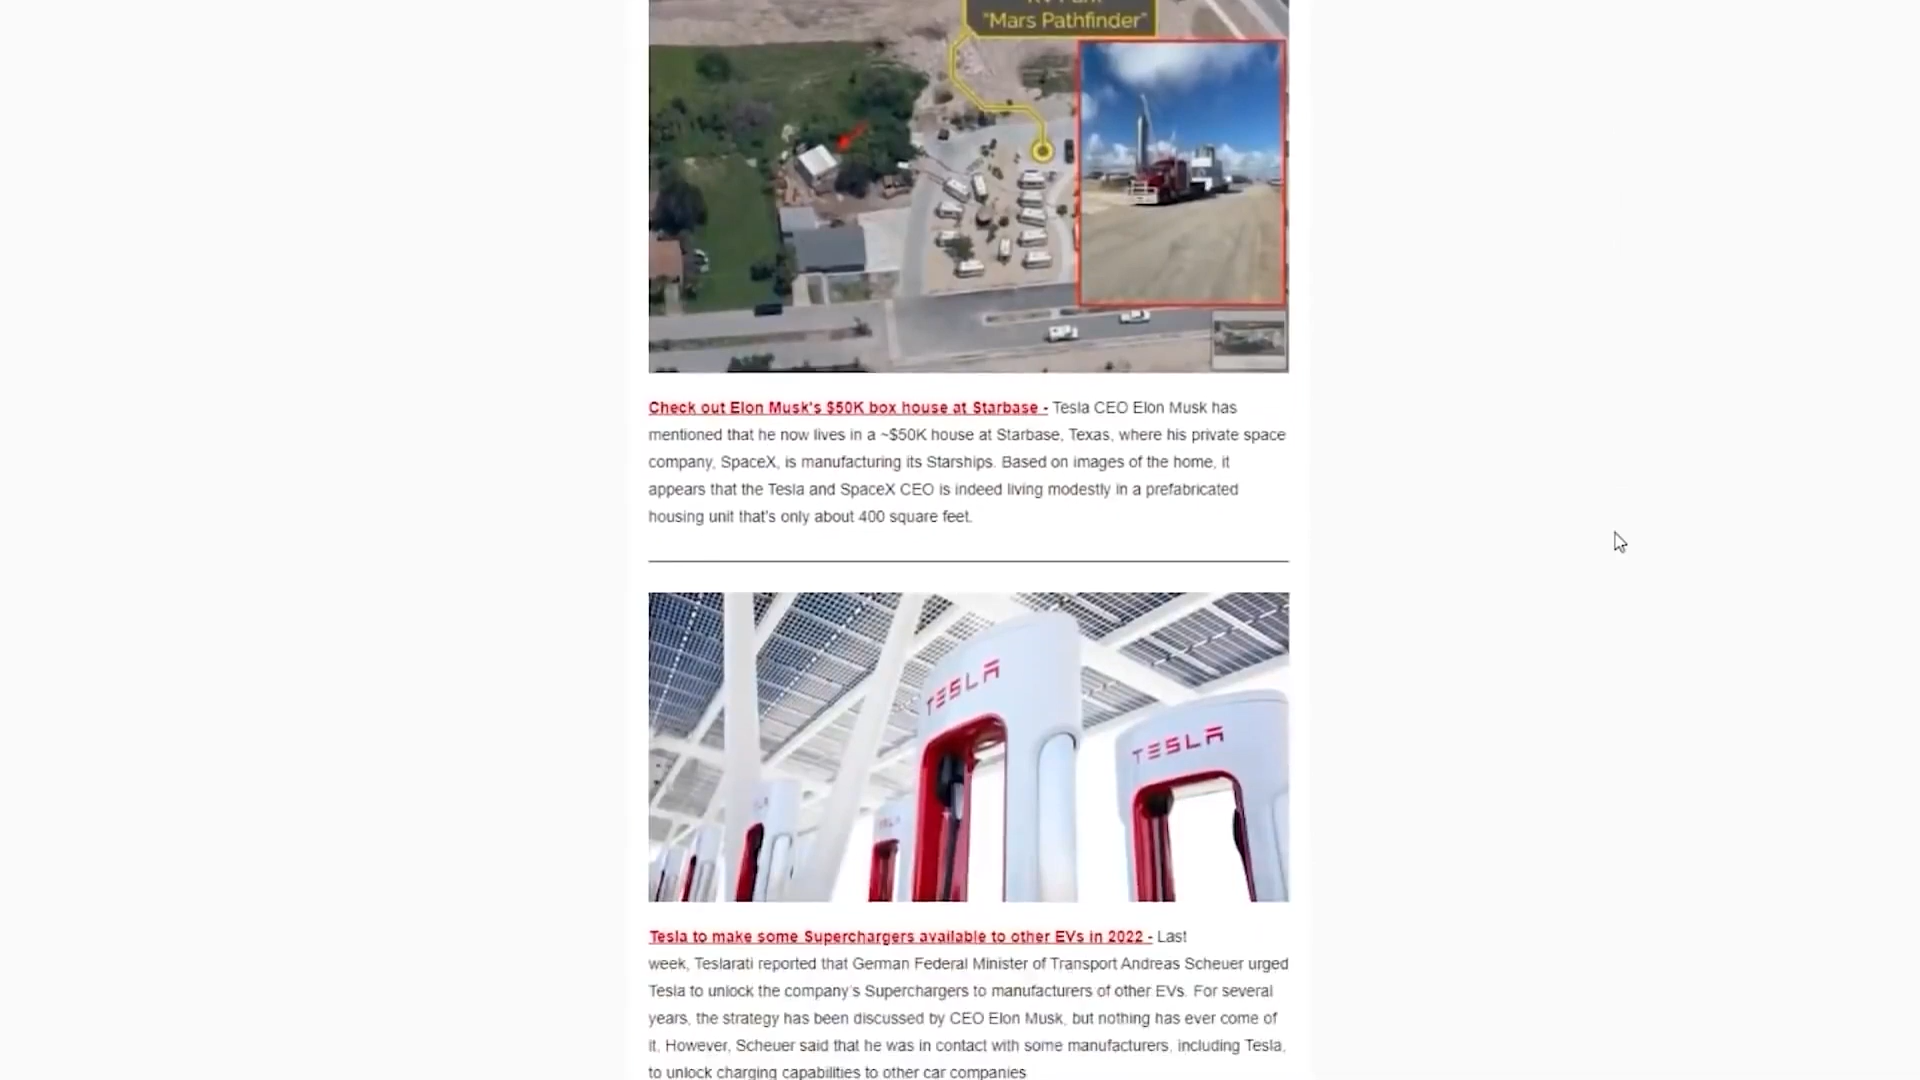 "Mars Pathfinder"
Check out Elon Musk's $50K box house at Starbase - Tesla CEO Elon Musk has
mentioned that he now lives in a ~$50K house at Starbase, Texas, where his private space
company, SpaceX, is manufacturing its Starships. Based on images of the home, it
appears that the Tesla and SpaceX CEO is indeed living modestly in a prefabricated
housing unit that's only about 400 square feet.
TESLA
TESLA
Tesla to make some Superchargers available to other EVs in 2022 - Last
week, Teslarati reported that German Federal Minister of Transport Andreas Scheuer urged
Tesla to unlock the company's Superchargers to manufacturers of other EVs. For several
years, the strategy has been discussed by CEO Elon Musk, but nothing has ever come of
it. However, Scheuer said that he was in contact with some manufacturers, including Tesla,
to unlock charging capabilities to other car companies